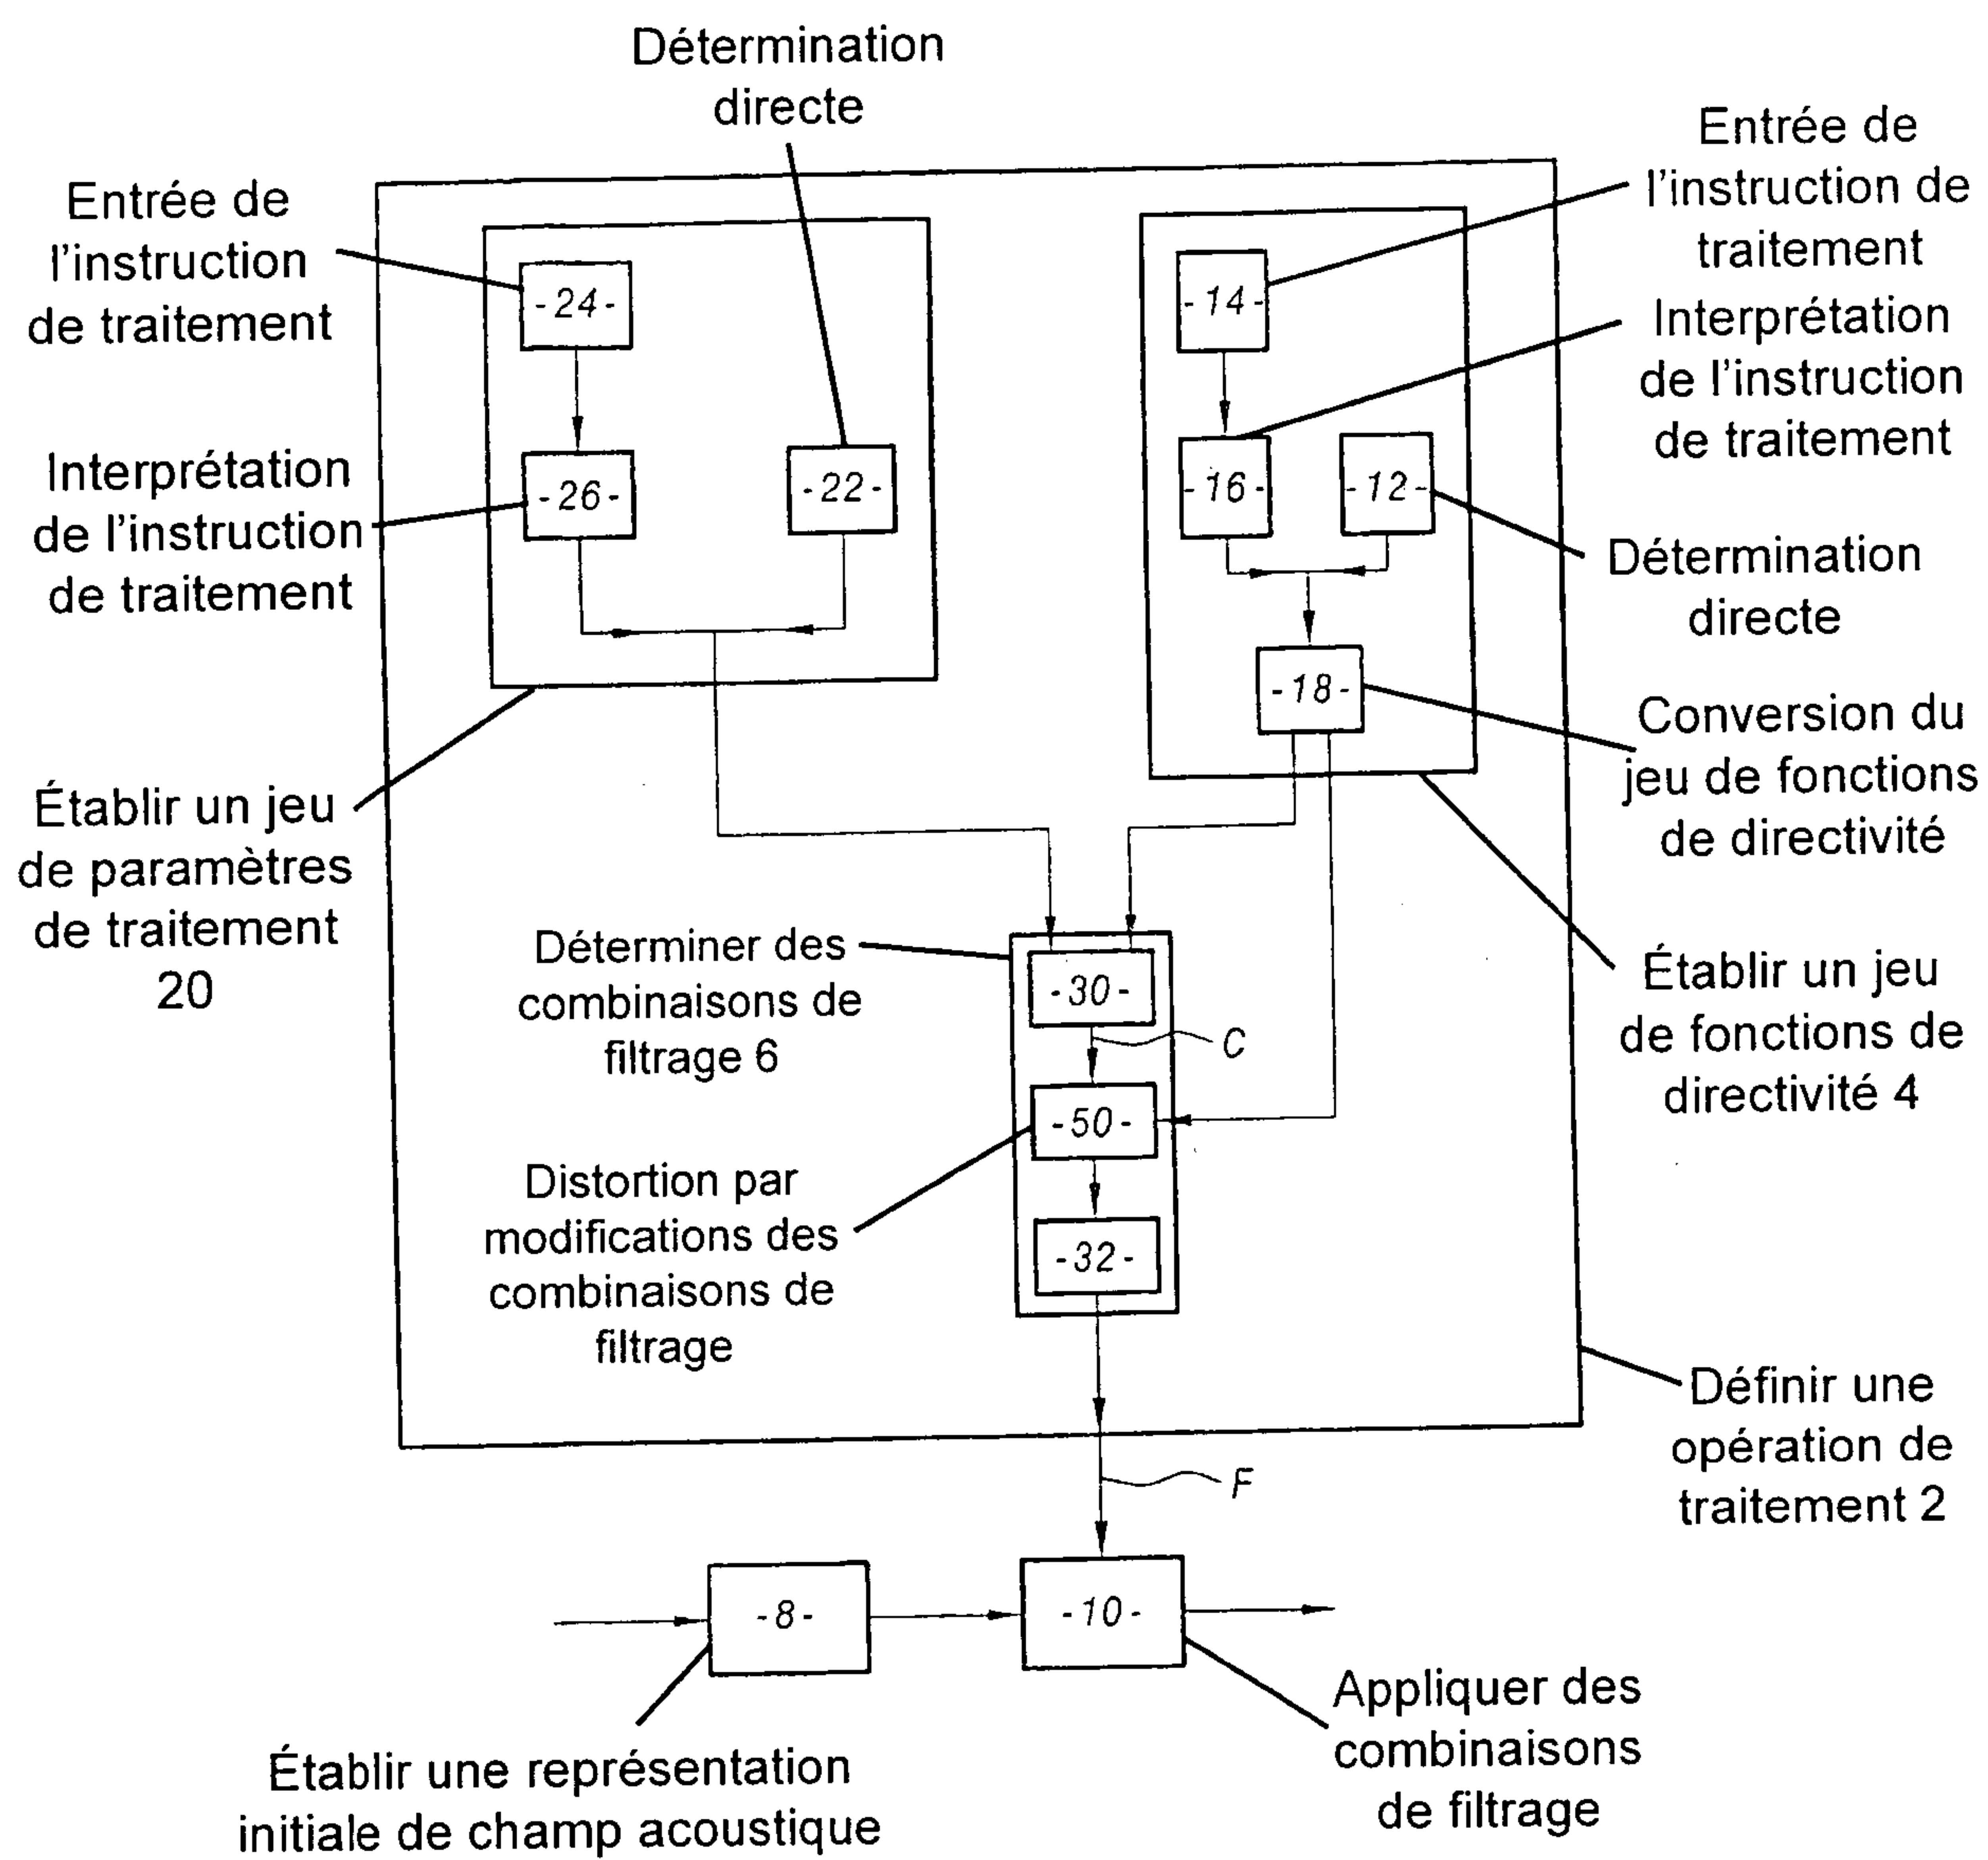 Détermination
directe
Entrée de
l'instruction
de traitement
Entrée de
l'instruction de
traitement
-24-
-14-
Interprétation
de l'instruction
de traitement
Interprétation
de l'instruction
de traitement
-26-
-22-
-16-
-12-
Détermination
directe
-18-
Conversion du
jeu de fonctions
de directivité
Établir un jeu
de paramètres
de traitement
20
Déterminer des
combinaisons de
filtrage 6
-30-
C
Établir un jeu
de fonctions de
directivité 4
-50-
Distortion par
modifications des
combinaisons de
filtrage
-32-
Définir une
opération de
traitement 2
F
-8-
-10-
Établir une représentation
initiale de champ acoustique
Appliquer des
combinaisons
de filtrage